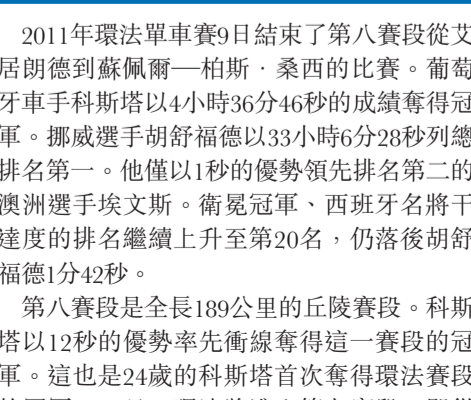 2011年環法單車賽9日結束了第八賽段從艾
居朗德到蘇佩爾—柏斯·桑西的比賽。葡萄
牙車手科斯塔以4小時36分46秒的成績奪得冠
軍。挪威選手胡舒福德以33小時6分28秒列總
排名第一。他僅以1秒的優勢領先排名第二的
澳洲選手埃文斯。衛冕冠軍、西班牙名將干
達度的排名繼續上升至第20名，仍落後胡舒
福德1分42秒。
第八賽段是全長189公里的丘陵賽段。科斯
塔以12秒的優勢率先衝線奪得這一賽段的冠
軍。這也是24歲的科斯塔首次奪得環法賽段